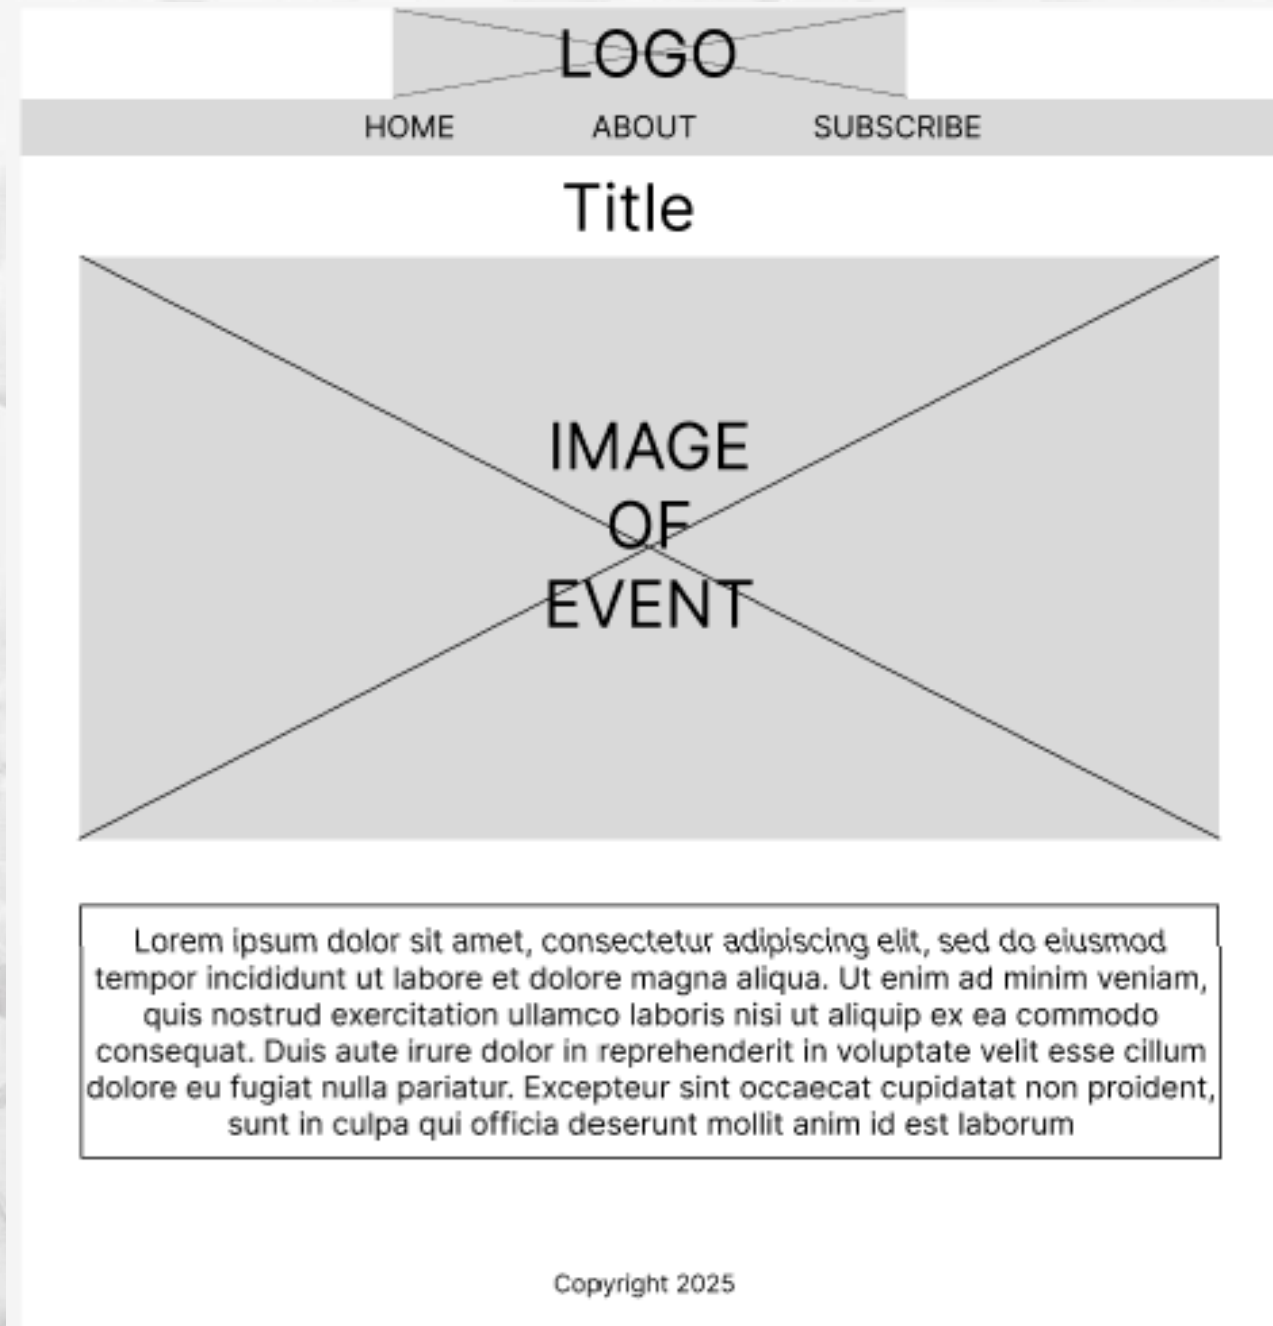 LOGO
HOME ABOUT SUBSCRIBE
Title
IMAGE
OF
EVENT
Lorem ipsum dolor sit amet, consectetur adipiscing elit, sed do eiusmod
tempor incididunt ut labore et dolore magna aliqua. Ut enim ad minim veniam,
quis nostrud exercitation ullamco laboris nisi ut aliquip ex ea commodo
consequat. Duis aute irure dolor in reprehenderit in voluptate velit esse cillum
dolore eu fugiat nulla pariatur. Excepteur sint occaecat cupidatat non proident,
sunt in culpa qui officia deserunt mollit anim id est laborum
Copyright 2025